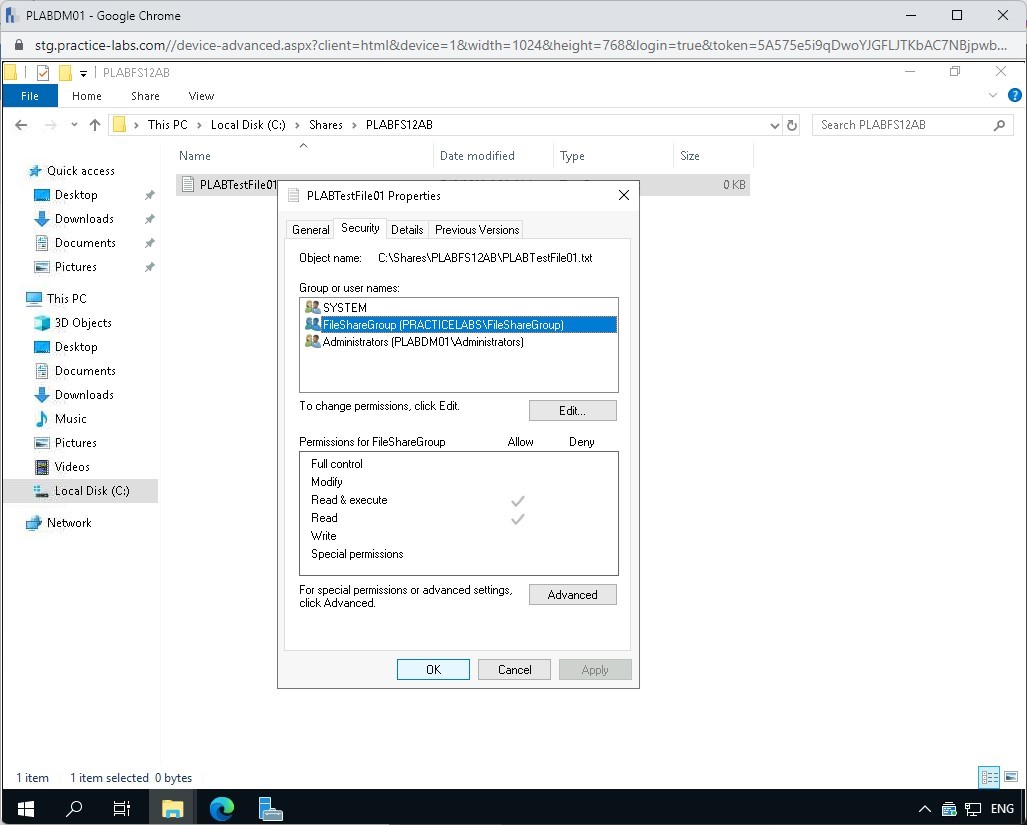 PLABDM01 - Google Chrome
stg.practice-labs.com//device-advanced.aspx?client=html&device=1&width=1024&height=768&login=true&token=5A575e5i9qDwoYJGFLJTKbAC7NBjpwb...
PLABFS12AB
File Home Share View
This PC > Local Disk (C:) > Shares > PLABFS12AB
Search PLABFS12AB
Name Date modified Type Size
PLABTestFile01 0 KB
Quick access
Desktop
Downloads
Documents
Pictures
This PC
3D Objects
Desktop
Documents
Downloads
Music
Pictures
Videos
Local Disk (C:)
Network
PLABTestFile01 Properties
General Security Details Previous Versions
Object name: C:\Shares\PLABFS12AB\PLABTestFile01.txt
Group or user names:
SYSTEM
FileShareGroup (PRACTICELABS\FileShareGroup)
Administrators (PLABDM01\Administrators)
To change permissions, click Edit.
Edit...
Permissions for FileShareGroup Allow Deny
Full control
Modify
Read & execute
Read
Write
Special permissions
For special permissions or advanced settings,
click Advanced.
Advanced
OK Cancel Apply
1 item 1 item selected 0 bytes
ENG